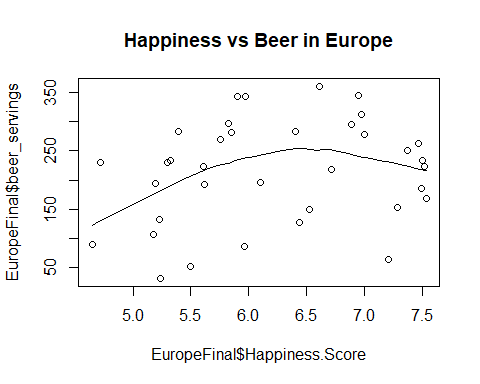 Happiness vs Beer in Europe
EuropeFinal$beer_servings
350
250
150
50
5.0 5.5 6.0 6.5 7.0 7.5
EuropeFinal$Happiness.Score